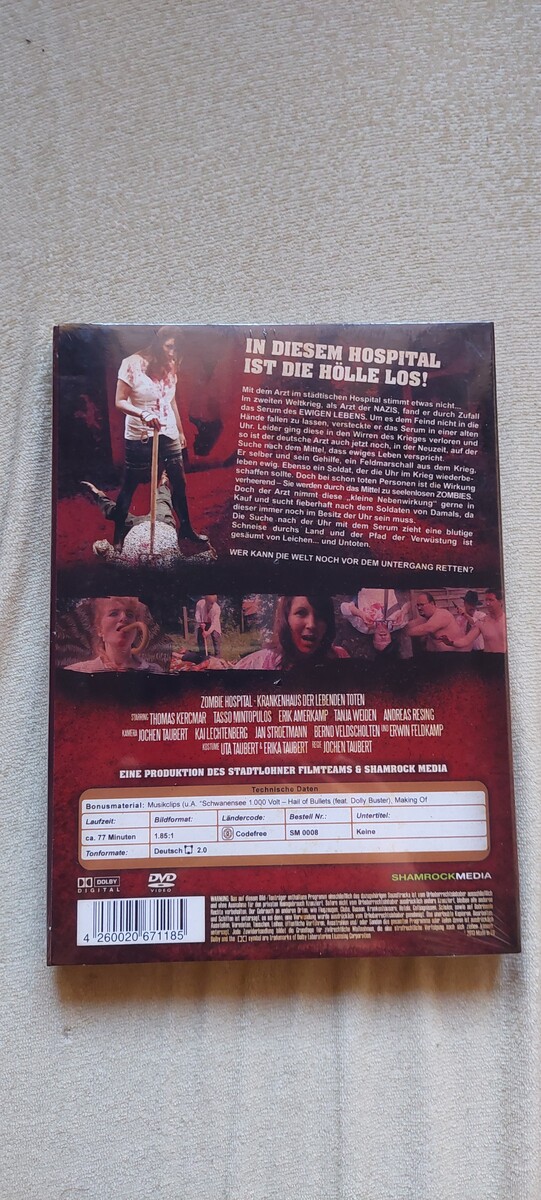 IN DIESEM HOSPITAL
IST DIE HÖLLE LOS!
Mit dem Arzt im städtischen Hospital stimmt etwas nicht...
Im zweiten Weltkrieg, als Arzt der NAZIS, fand er durch Zufall
das Serum des EWIGEN LEBENS. Um es dem Feind nicht in die
Hände fallen zu lassen, versteckte er das Serum in einer alten
Uhr. Leider ging diese in den Wirren des Krieges verloren und
so ist der deutsche Arzt auch jetzt noch, in der Neuzeit, auf der
Suche nach dem Mittel, dass ewiges Leben verspricht.
Er selber und sein Gehilfe, ein Feldmarschall aus dem Krieg,
leben ewig. Ebenso ein Soldat, der die Uhr im Krieg wiederbe-
schaffen sollte. Doch bei schon toten Personen ist die Wirkung
verheerend – Sie werden durch das Mittel zu seelenlosen ZOMBIES.
Doch der Arzt nimmt diese „kleine Nebenwirkung" gerne in
Kauf und sucht fieberhaft nach dem Soldaten von Damals, da
dieser immer noch im Besitz der Uhr sein muss.
Die Suche nach der Uhr mit dem Serum zieht eine blutige
Schneise durchs Land und der Pfad der Verwüstung ist
gesäumt von Leichen... und Untoten.
WER KANN DIE WELT NOCH VOR DEM UNTERGANG RETTEN?
ZOMBIE HOSPITAL - KRANKENHAUS DER LEBENDEN TOTEN
STARRING THOMAS KERCMAR TASSO MINTOPULOS ERIK AMERKAMP TANJA WEIDEN ANDREAS RESING
KAMERA JOCHEN TAUBERT KAI LECHTENBERG JAN STROETMANN BERND VELDSCHOLTEN UND ERWIN FELDKAMP
KOSTÜME UTA TAUBERT & ERIKA TAUBERT REGIE JOCHEN TAUBERT
EINE PRODUKTION DES STADTLOHNER FILMTEAMS & SHAMROCK MEDIA
Technische Daten
Bonusmaterial: Musikclips (u.A. "Schwanensee 1.000 Volt – Hail of Bullets (feat. Dolly Buster), Making Of
Laufzeit: Bildformat: Ländercode: Bestell Nr.: Untertitel:
ca. 77 Minuten 1.85:1 Codefree SM 0008 Keine
Tonformate: Deutsch 2.0
DOLBY
DIGITAL
DVD
VIDEO
SHAMROCKMEDIA
4 260020 671185